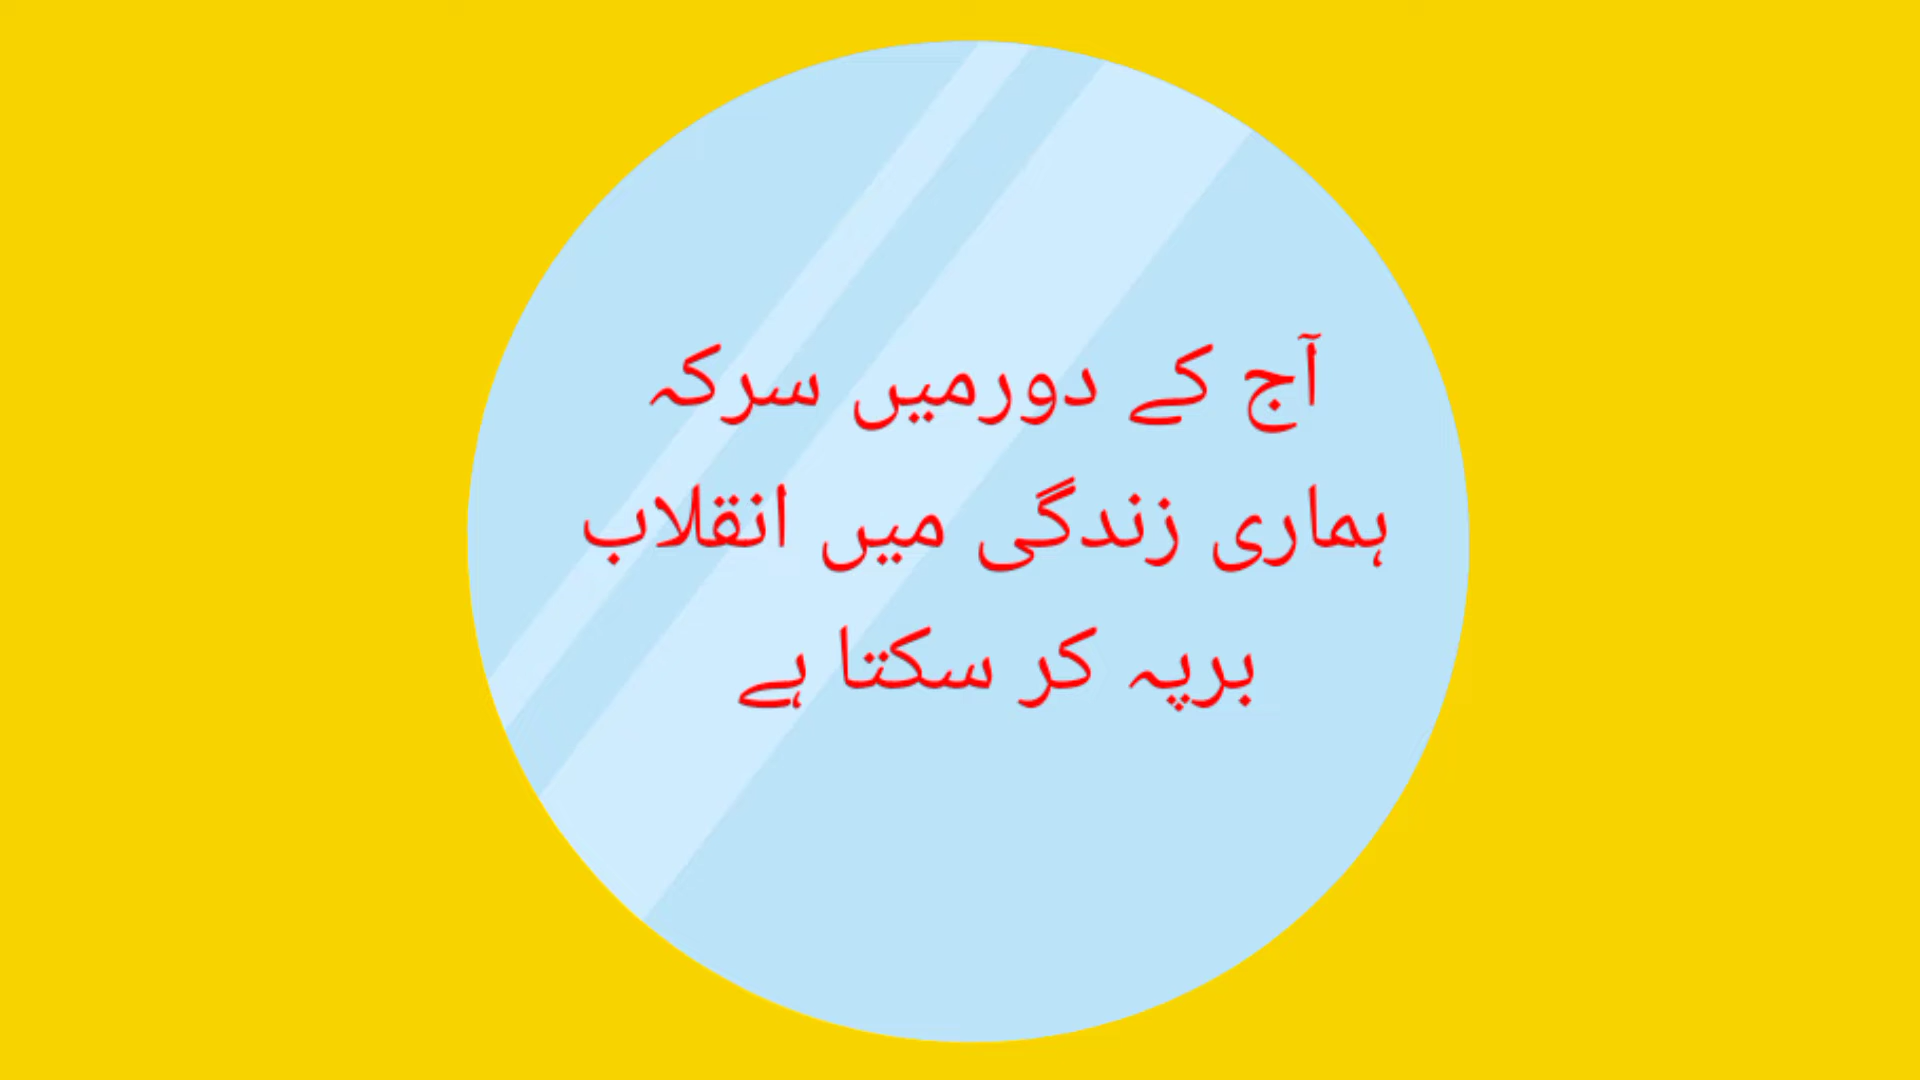 آج کے دورمیں سرکہ
ہماری زندگی میں انقلاب
برپہ کر سکتا ہے